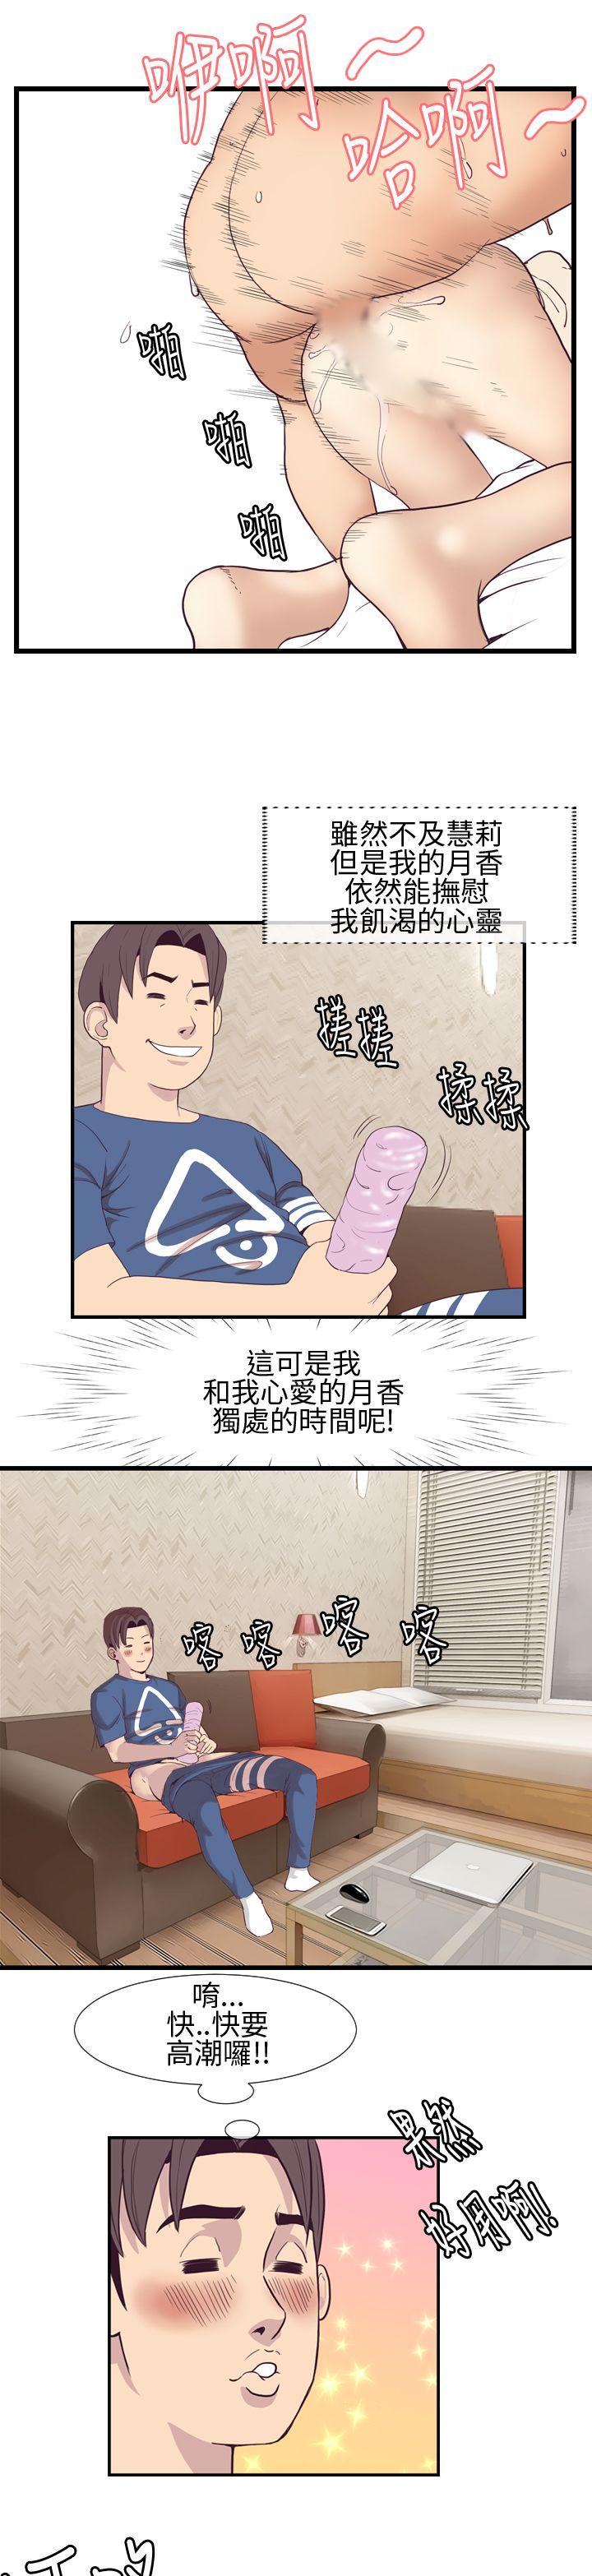 咿啊～
哈啊～
啪
啪
啪
雖然不及慧莉
但是我的月香
依然能撫慰
我飢渴的心靈
搓搓
揉揉
這可是我
和我心愛的月香
獨處的時間呢!
喀 喀 喀 喀
唷...
快..快要
高潮囉!!
果然
好用啊!!